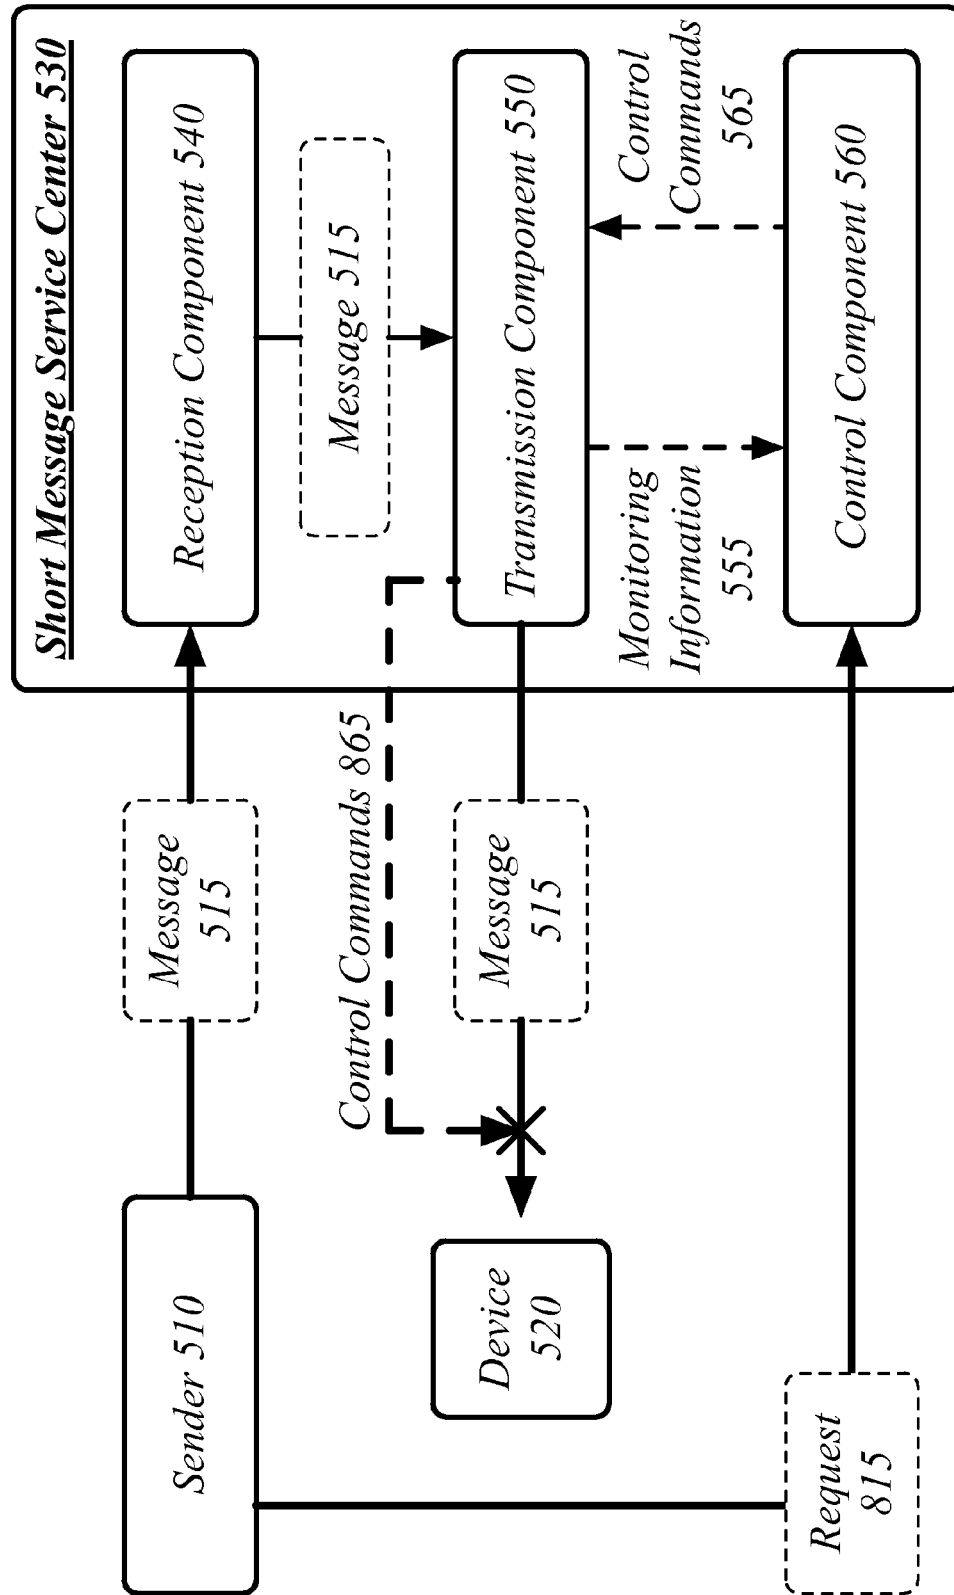 Short Message Service Center 530
Sender 510
Message
515
Reception Component 540
Message 515
Control Commands 865
Device
520
Message
515
Transmission Component 550
Monitoring
Information
555
Control
Commands
565
Request
815
Control Component 560